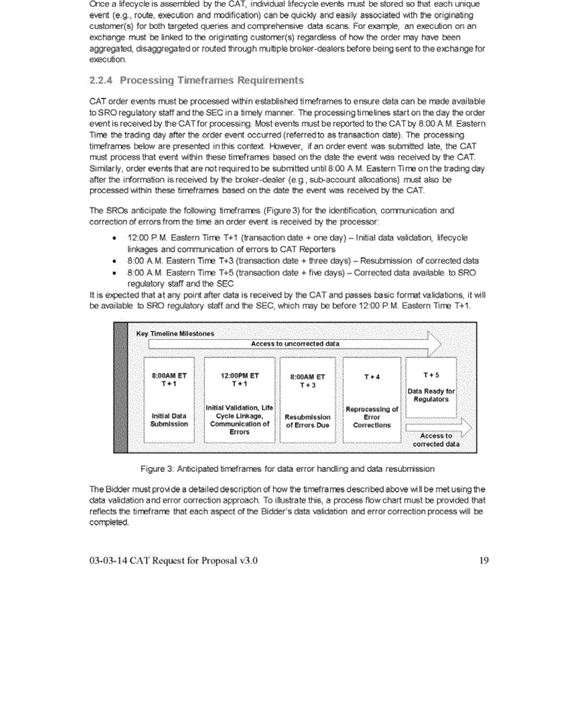 Once a lifecycle is assembled by the CAT, individual lifecycle events must be stored so that each unique
event (e.g., route, execution and modification) can be quickly and easily associated with the originating
customer(s) for both targeted queries and comprehensive data scans. For example, an execution on an
exchange must be linked to the originating customer(s) regardless of how the order may have been
aggregated, disaggregated or routed through multiple broker-dealers before being sent to the exchange for
execution.
2.2.4 Processing Timeframes Requirements
CAT order events must be processed within established timeframes to ensure data can be made available
to SRO regulatory staff and the SEC in a timely manner. The processing timelines start on the day the order
event is received by the CAT for processing. Most events must be reported to the CAT by 8:00 A.M. Eastern
Time the trading day after the order event occurred (referred to as transaction date). The processing
timeframes below are presented in this context. However, if an order event was submitted late, the CAT
must process that event within these timeframes based on the date the event was received by the CAT.
Similarly, order events that are not required to be submitted until 8:00 A.M. Eastern Time on the trading day
after the information is received by the broker-dealer (e.g., sub-account allocations) must also be
processed within these timeframes based on the date the event was received by the CAT.
The SROs anticipate the following timeframes (Figure 3) for the identification, communication and
correction of errors from the time an order event is received by the processor:
• 12:00 P.M. Eastern Time T+1 (transaction date + one day) – Initial data validation, lifecycle
linkages and communication of errors to CAT Reporters
• 8:00 A.M. Eastern Time T+3 (transaction date + three days) – Resubmission of corrected data
• 8:00 A.M. Eastern Time T+5 (transaction date + five days) – Corrected data available to SRO
regulatory staff and the SEC
It is expected that at any point after data is received by the CAT and passes basic format validations, it will
be available to SRO regulatory staff and the SEC, which may be before 12:00 P.M. Eastern Time T+1.
Key Timeline Milestones
Access to uncorrected data
8:00AM ET
T+1
Initial Data
Submission
12:00PM ET
T+1
Initial Validation, Life
Cycle Linkage,
Communication of
Errors
8:00AM ET
T+3
Resubmission
of Errors Due
T+4
Reprocessing of
Error
Corrections
T+5
Data Ready for
Regulators
Access to
corrected data
Figure 3: Anticipated timeframes for data error handling and data resubmission
The Bidder must provide a detailed description of how the timeframes described above will be met using the
data validation and error correction approach. To illustrate this, a process flow chart must be provided that
reflects the timeframe that each aspect of the Bidder's data validation and error correction process will be
completed.
03-03-14 CAT Request for Proposal v3.0 19